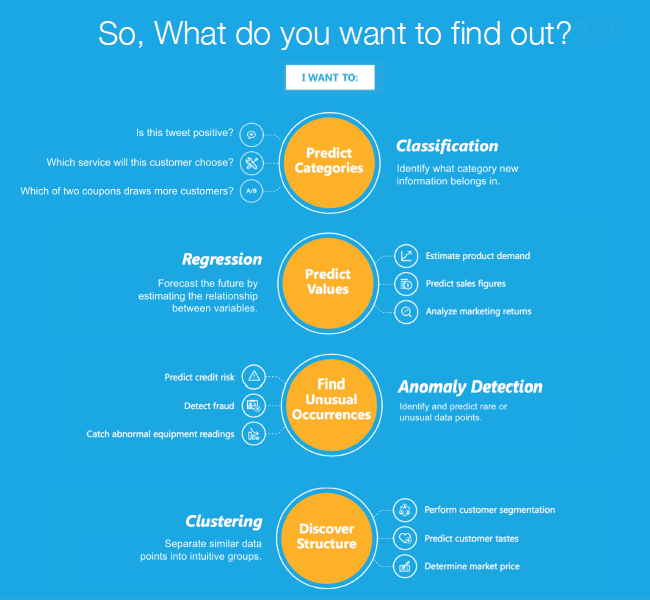 So, What do you want to find out?
I WANT TO:
Is this tweet positive?
Which service will this customer choose?
Which of two coupons draws more customers?
A/B
Predict
Categories
Classification
Identify what category new
information belongs in.
Regression
Forecast the future by
estimating the relationship
between variables.
Predict
Values
Estimate product demand
Predict sales figures
Analyze marketing returns
Predict credit risk
Detect fraud
Catch abnormal equipment readings
Find
Unusual
Occurrences
Anomaly Detection
Identify and predict rare or
unusual data points.
Clustering
Separate similar data
points into intuitive groups.
Discover
Structure
Perform customer segmentation
Predict customer tastes
Determine market price